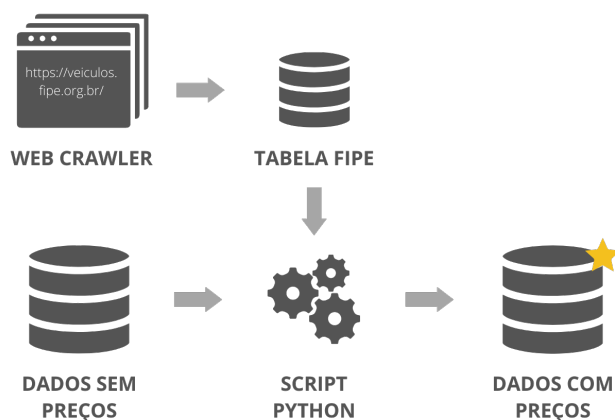 https://veiculos.
fipe.org.br/
WEB CRAWLER
TABELA FIPE
DADOS SEM
PREÇOS
SCRIPT
PYTHON
DADOS COM
PREÇOS